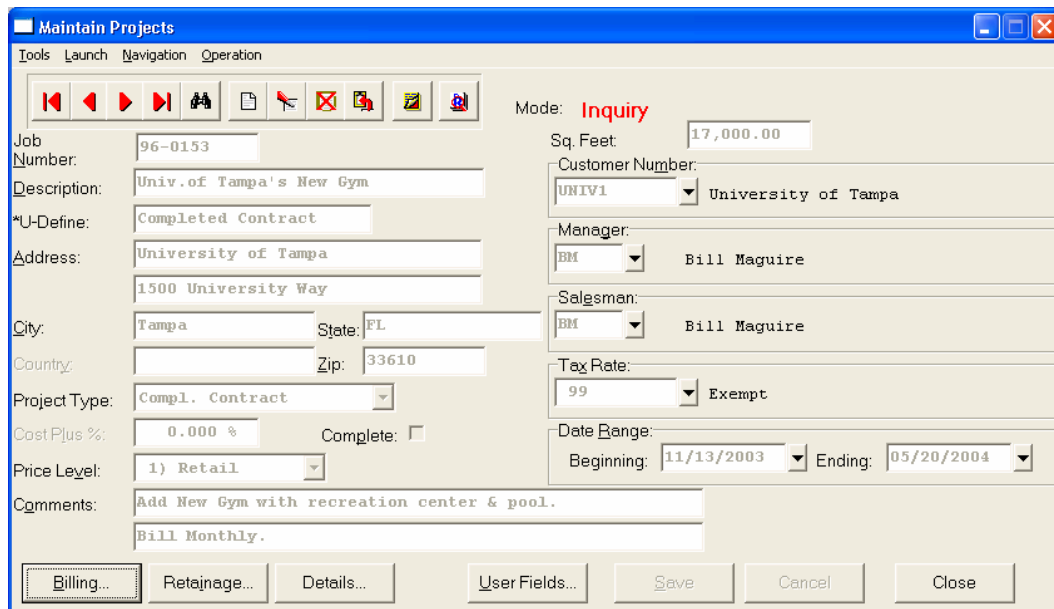 Maintain Projects
Tools Launch Navigation Operation
Mode: Inquiry
Job Number: 96-0153
Description: Univ.of Tampa's New Gym
*U-Define: Completed Contract
Address: University of Tampa
1500 University Way
City: Tampa State: FL
Country: Zip: 33610
Project Type: Compl. Contract
Cost Plus %: 0.000 % Complete:
Price Level: 1) Retail
Comments: Add New Gym with recreation center & pool.
Bill Monthly.
Sq. Feet: 17,000.00
Customer Number:
UNIV1 University of Tampa
Manager:
BM Bill Maguire
Salesman:
BM Bill Maguire
Tax Rate:
99 Exempt
Date Range:
Beginning: 11/13/2003 Ending: 05/20/2004
Billing... Retainage... Details... User Fields... Save Cancel Close